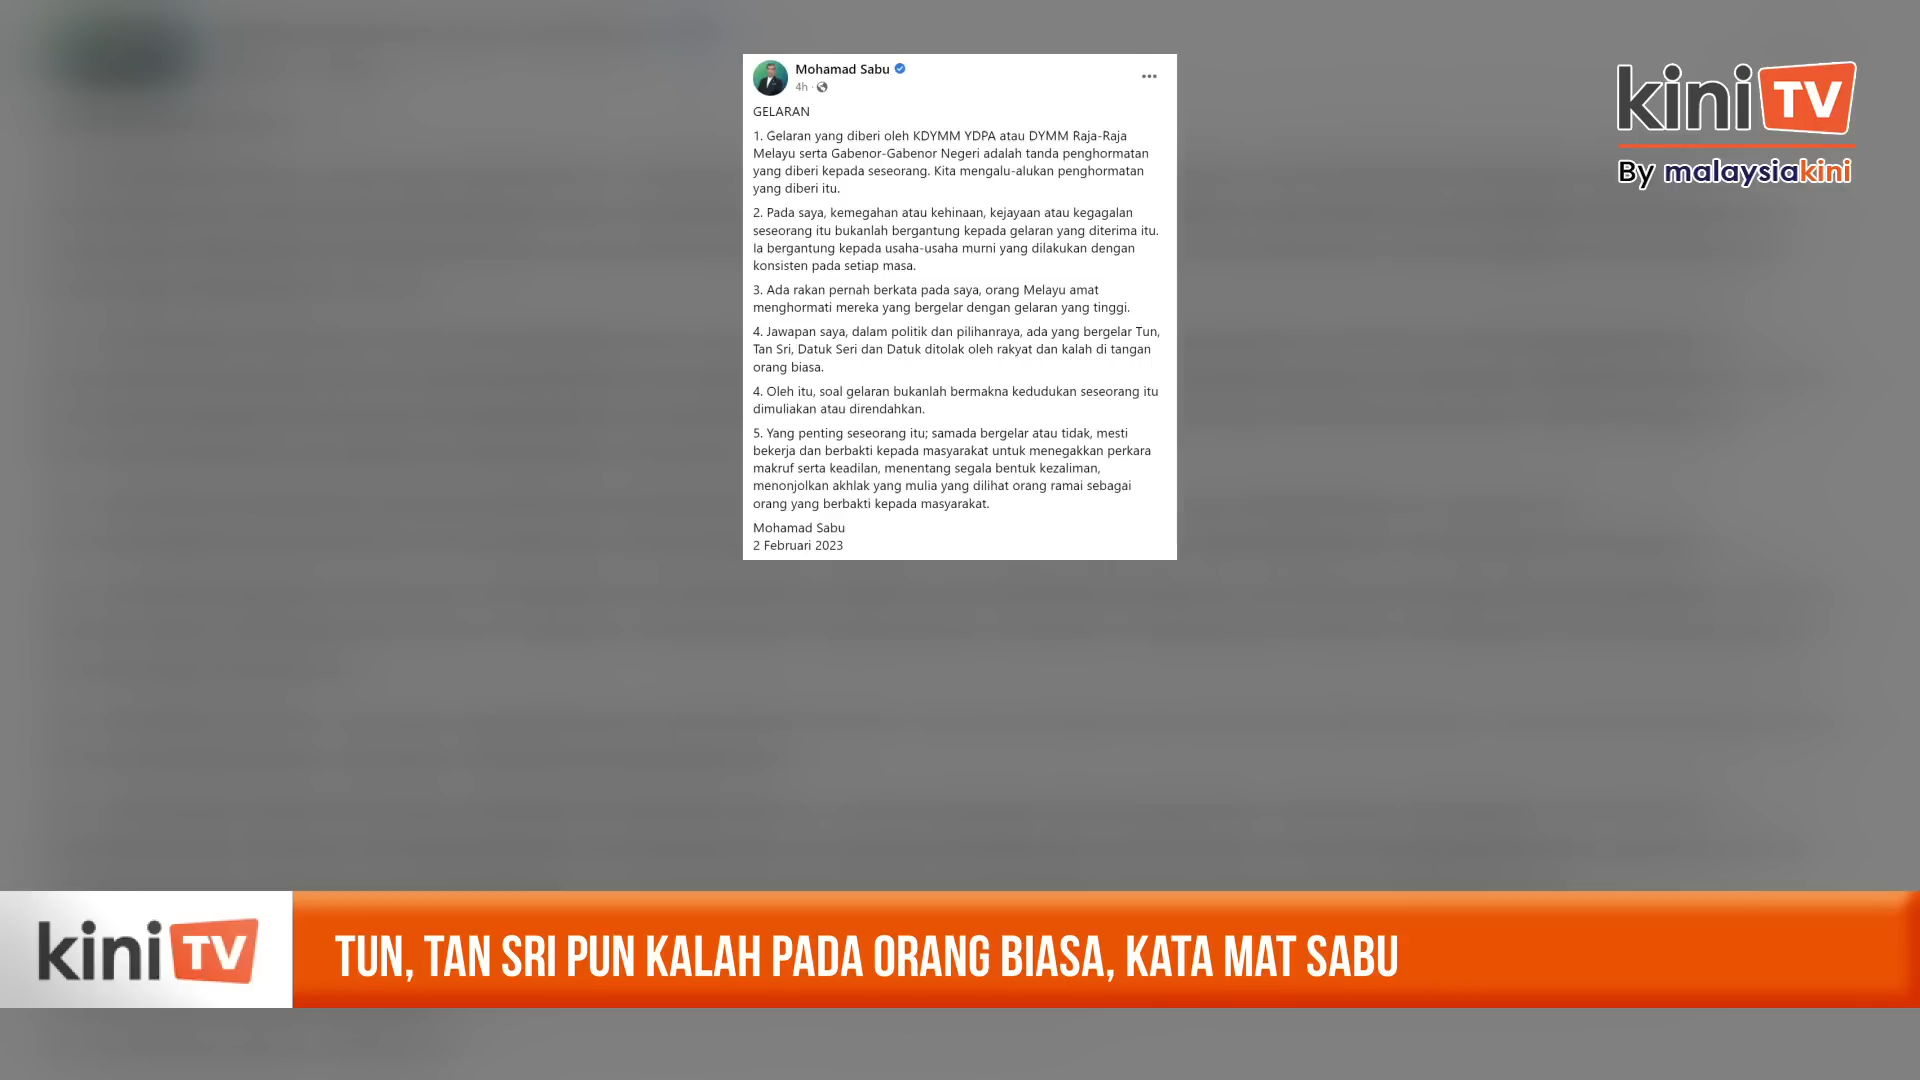 Mohamad Sabu
4h ·
GELARAN
1. Gelaran yang diberi oleh KDYMM YDPA atau DYMM Raja-Raja
Melayu serta Gabenor-Gabenor Negeri adalah tanda penghormatan
yang diberi kepada seseorang. Kita mengalu-alukan penghormatan
yang diberi itu.
2. Pada saya, kemegahan atau kehinaan, kejayaan atau kegagalan
seseorang itu bukanlah bergantung kepada gelaran yang diterima itu.
Ia bergantung kepada usaha-usaha murni yang dilakukan dengan
konsisten pada setiap masa.
3. Ada rakan pernah berkata pada saya, orang Melayu amat
menghormati mereka yang bergelar dengan gelaran yang tinggi.
4. Jawapan saya, dalam politik dan pilihanraya, ada yang bergelar Tun,
Tan Sri, Datuk Seri dan Datuk ditolak oleh rakyat dan kalah di tangan
orang biasa.
4. Oleh itu, soal gelaran bukanlah bermakna kedudukan seseorang itu
dimuliakan atau direndahkan.
5. Yang penting seseorang itu; samada bergelar atau tidak, mesti
bekerja dan berbakti kepada masyarakat untuk menegakkan perkara
makruf serta keadilan, menentang segala bentuk kezaliman,
menonjolkan akhlak yang mulia yang dilihat orang ramai sebagai
orang yang berbakti kepada masyarakat.
Mohamad Sabu
2 Februari 2023
kini TV
By malaysiakini
kini TV
TUN, TAN SRI PUN KALAH PADA ORANG BIASA, KATA MAT SABU